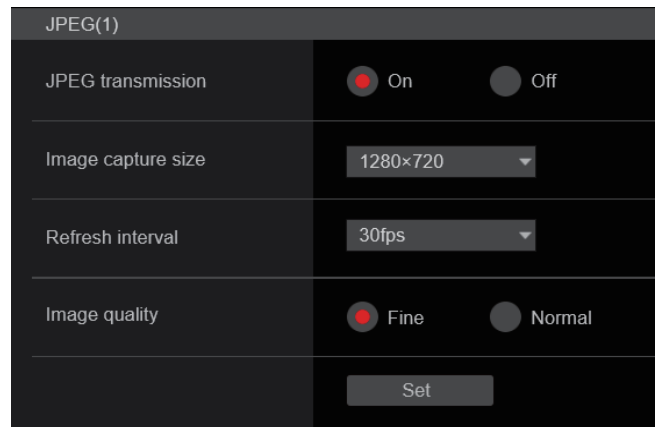 JPEG(1)
JPEG transmission On Off
Image capture size 1280×720
Refresh interval 30fps
Image quality Fine Normal
Set